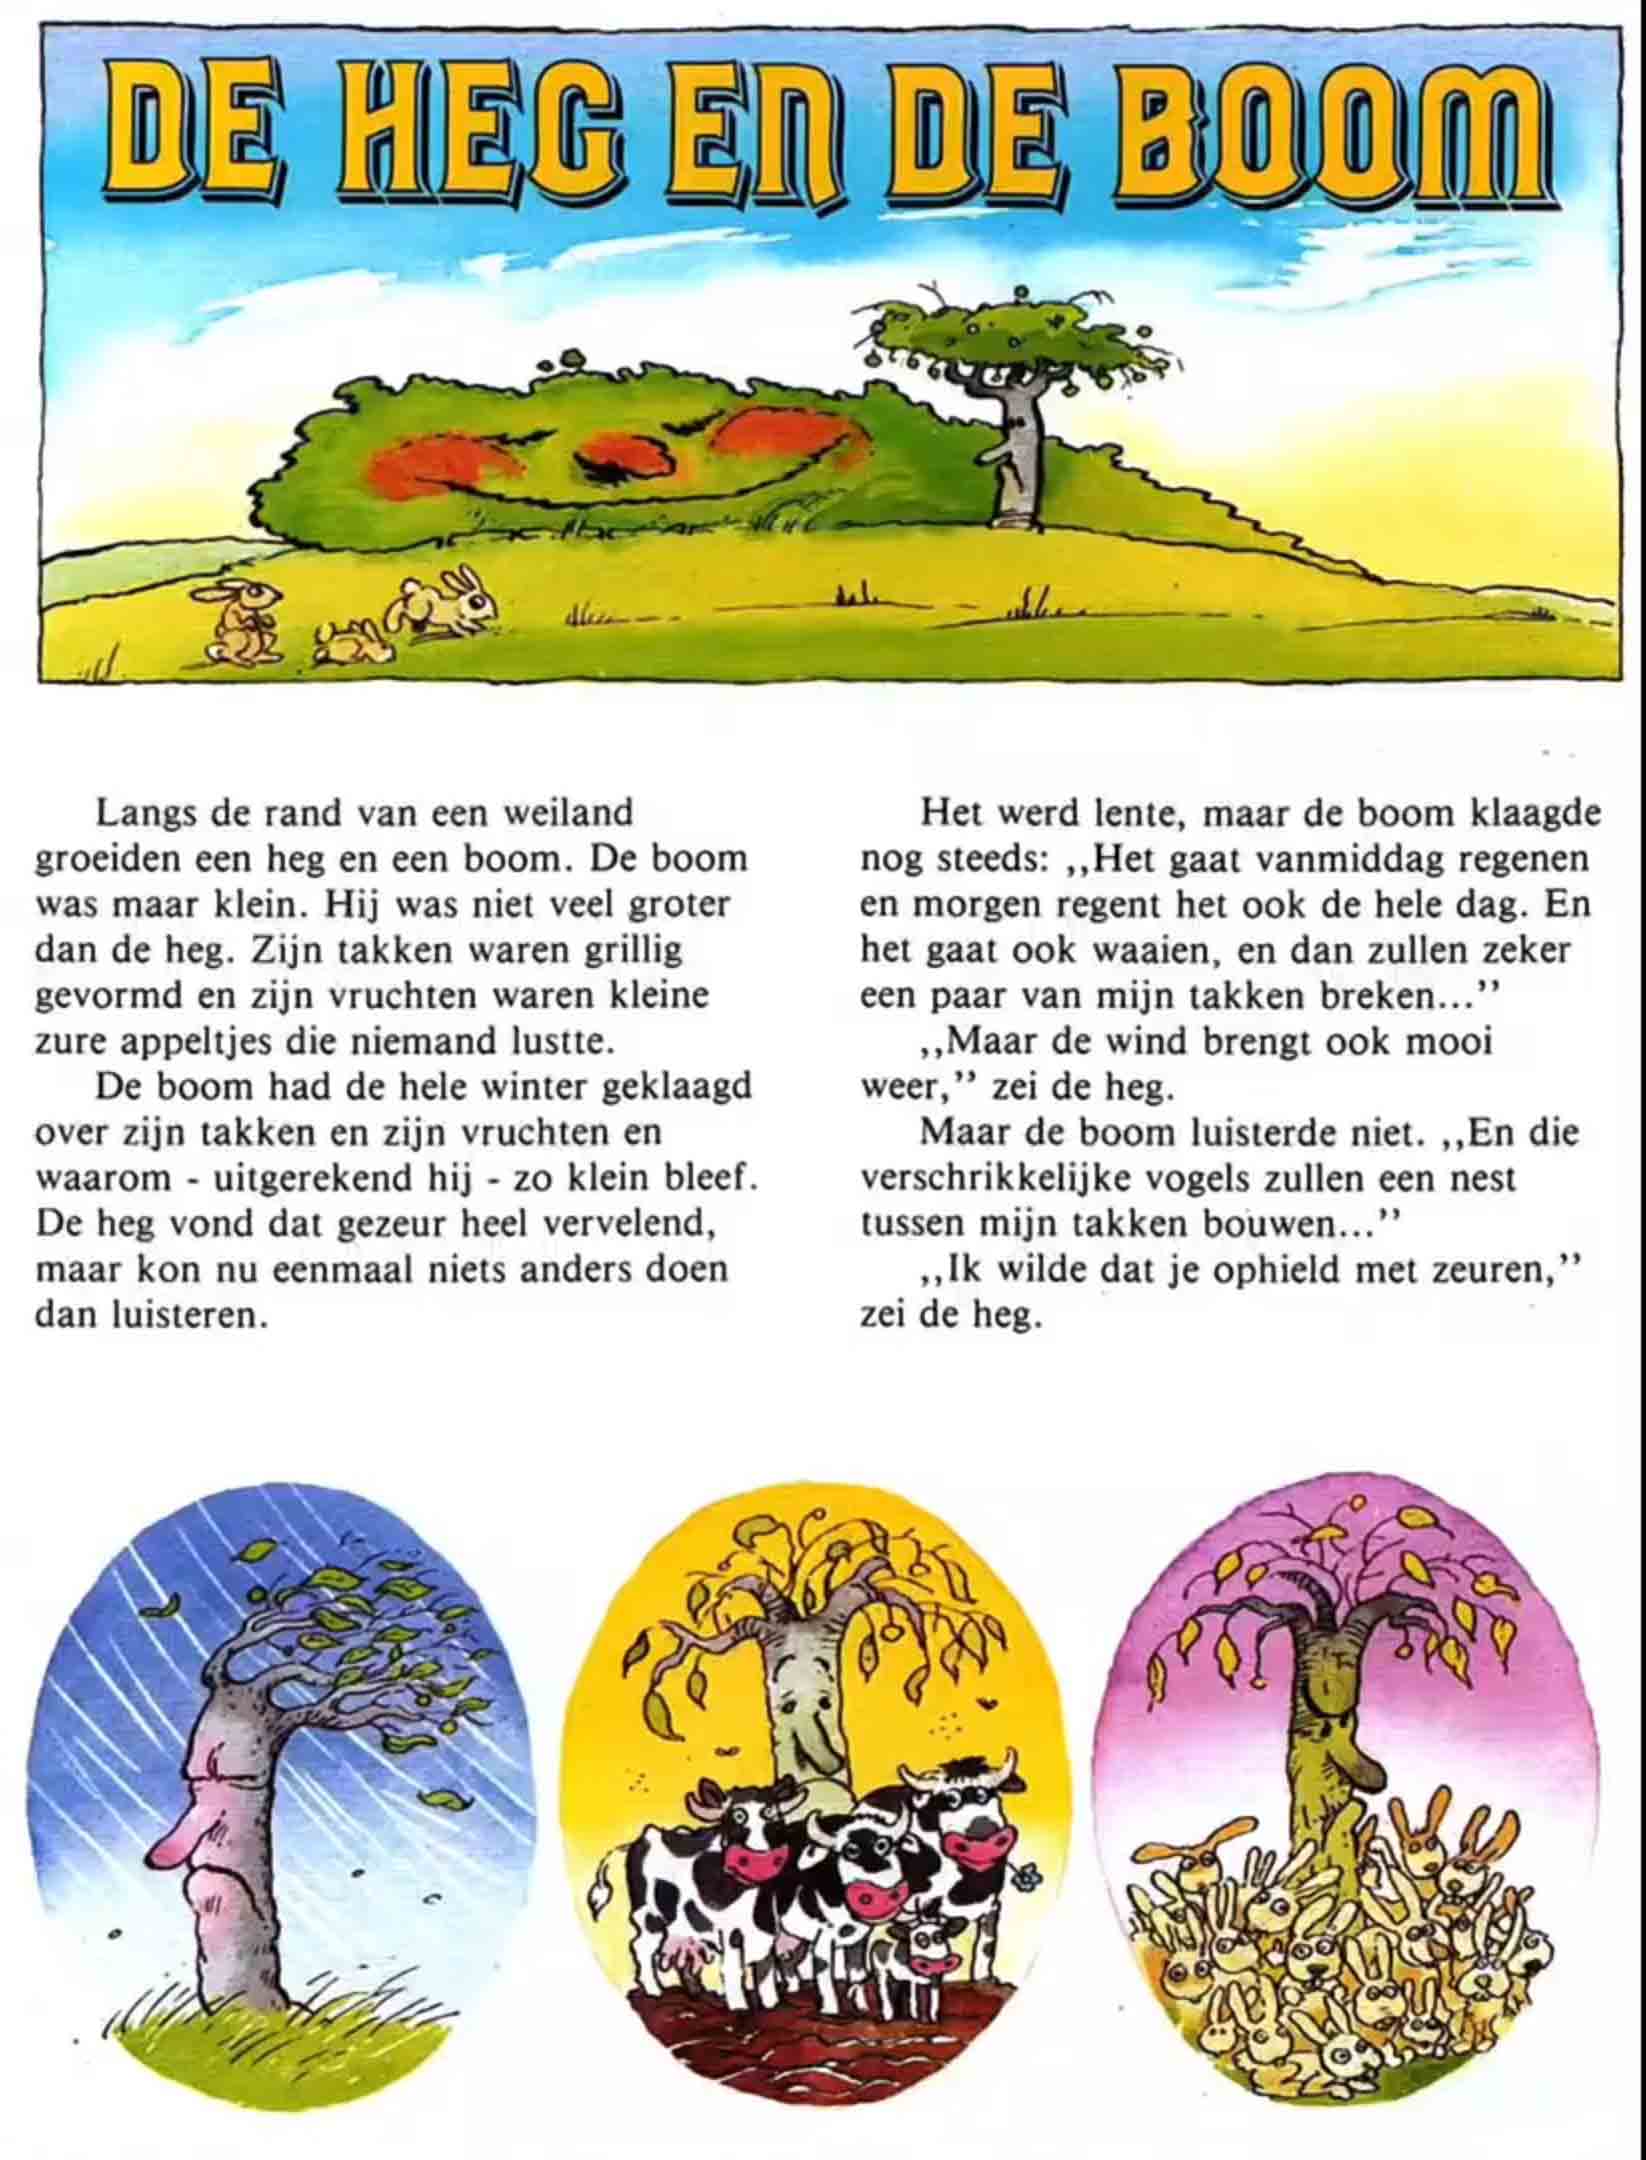 DE HEG EN DE BOOM
Langs de rand van een weiland
groeiden een heg en een boom. De boom
was maar klein. Hij was niet veel groter
dan de heg. Zijn takken waren grillig
gevormd en zijn vruchten waren kleine
zure appeltjes die niemand lustte.
De boom had de hele winter geklaagd
over zijn takken en zijn vruchten en
waarom - uitgerekend hij - zo klein bleef.
De heg vond dat gezeur heel vervelend,
maar kon nu eenmaal niets anders doen
dan luisteren.
Het werd lente, maar de boom klaagde
nog steeds: ,,Het gaat vanmiddag regenen
en morgen regent het ook de hele dag. En
het gaat ook waaien, en dan zullen zeker
een paar van mijn takken breken...”
,,Maar de wind brengt ook mooi
weer,” zei de heg.
Maar de boom luisterde niet. ,,En die
verschrikkelijke vogels zullen een nest
tussen mijn takken bouwen...”
,,Ik wilde dat je ophield met zeuren,”
zei de heg.